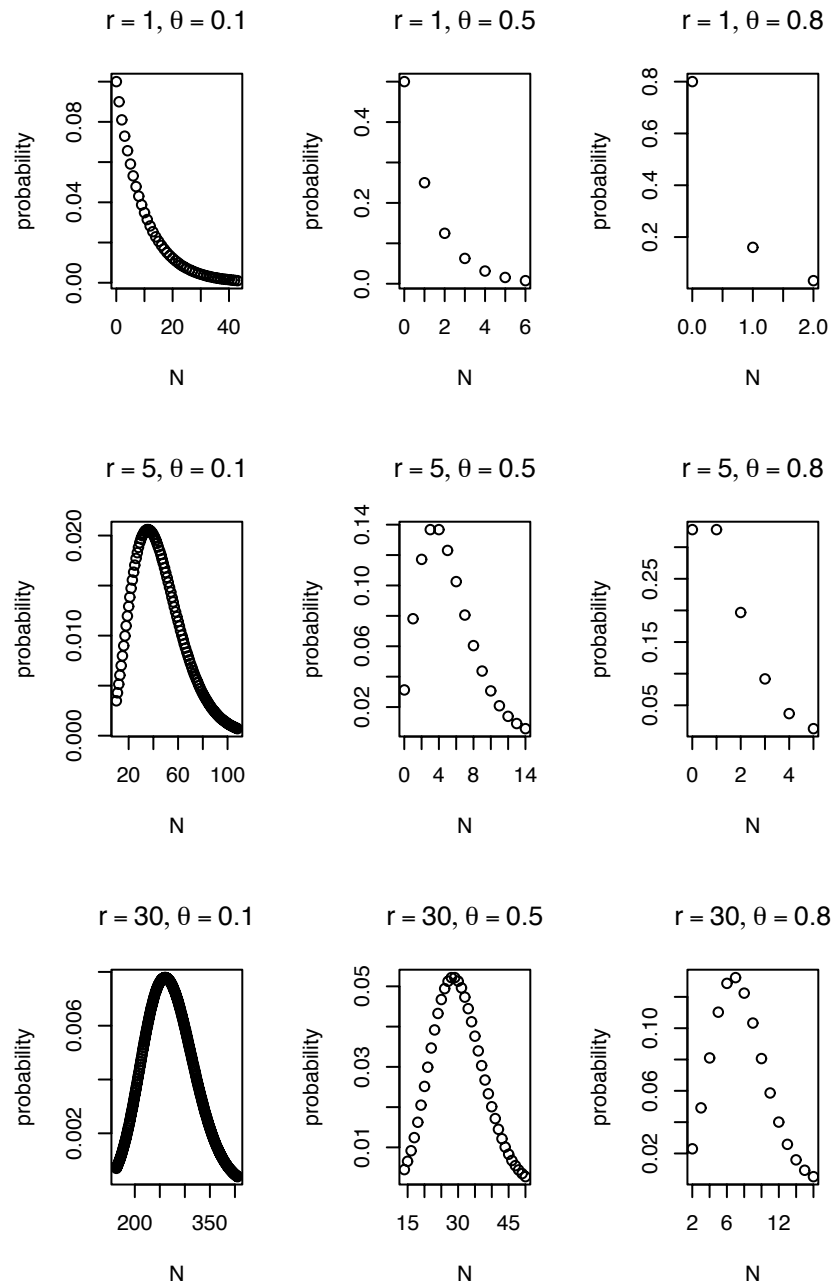 r = 1, θ = 0.1
probability
0.00
0.04
0.08
0
20
40
N
r = 1, θ = 0.5
probability
0.0
0.2
0.4
0
2
4
6
N
r = 1, θ = 0.8
probability
0.2
0.4
0.6
0.8
0.0
1.0
2.0
N
r = 5, θ = 0.1
probability
0.000
0.010
0.020
20
60
100
N
r = 5, θ = 0.5
probability
0.02
0.06
0.10
0.14
0
4
8
14
N
r = 5, θ = 0.8
probability
0.05
0.15
0.25
0
2
4
N
r = 30, θ = 0.1
probability
0.002
0.006
200
350
N
r = 30, θ = 0.5
probability
0.01
0.03
0.05
15
30
45
N
r = 30, θ = 0.8
probability
0.02
0.06
0.10
2
6
12
N